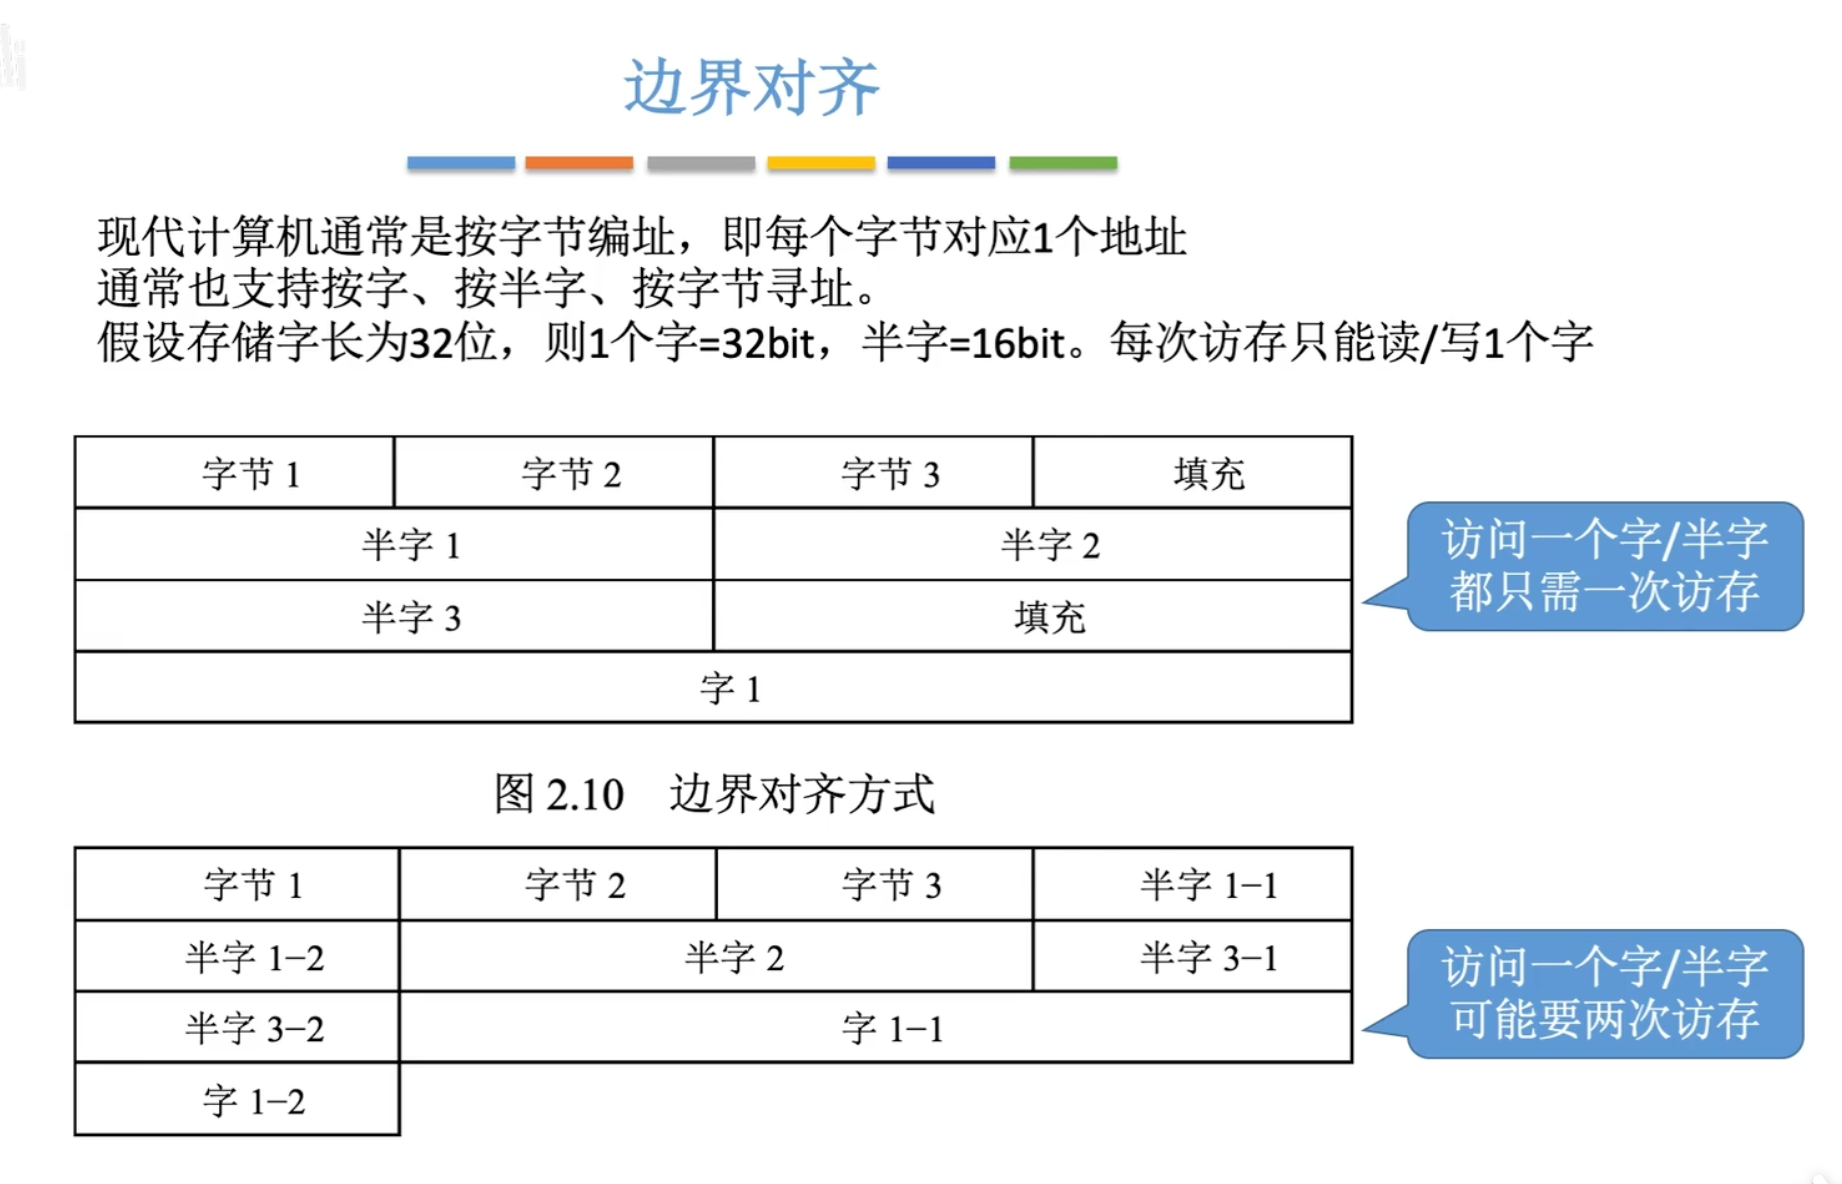 边界对齐
现代计算机通常是按字节编址，即每个字节对应1个地址
通常也支持按字、按半字、按字节寻址。
假设存储字长为32位，则1个字=32bit，半字=16bit。每次访存只能读/写1个字
字节 1 字节 2 字节 3 填充
半字 1 半字 2
半字 3 填充
字 1
访问一个字/半字
都只需一次访存
图 2.10 边界对齐方式
字节 1 字节 2 字节 3 半字 1−1
半字 1−2 半字 2 半字 3−1
半字 3−2 字 1−1
字 1−2
访问一个字/半字
可能要两次访存